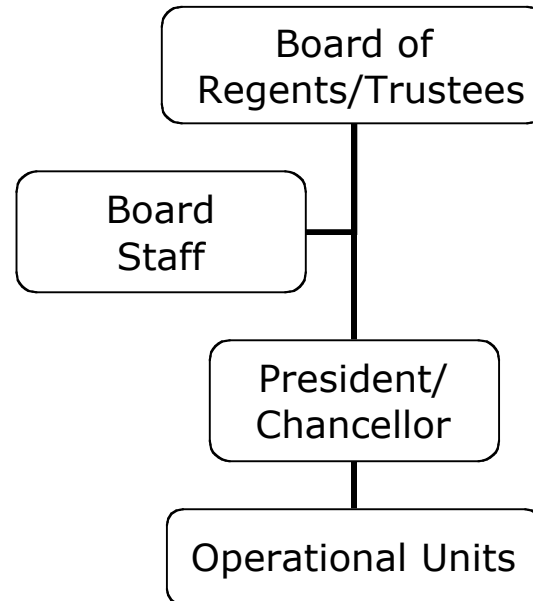 Board of
Regents/Trustees
Board
Staff
President/
Chancellor
Operational Units